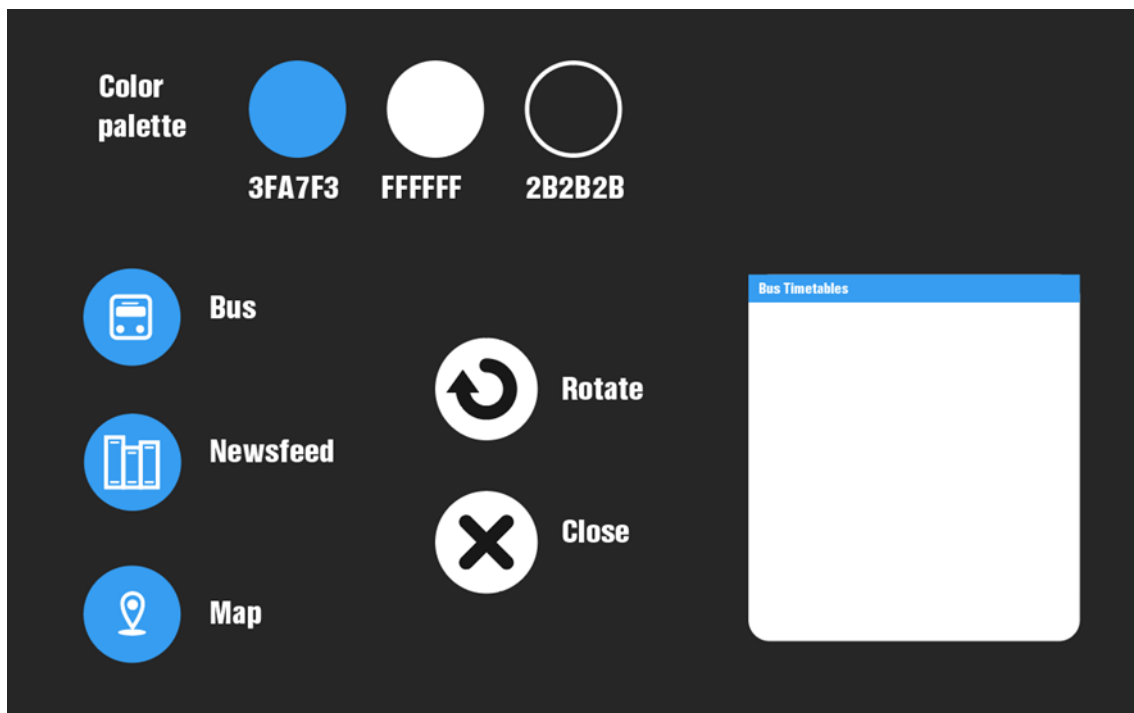 Color
palette
3FA7F3
FFFFFF
2B2B2B
Bus
Newsfeed
Map
Rotate
Close
Bus Timetables